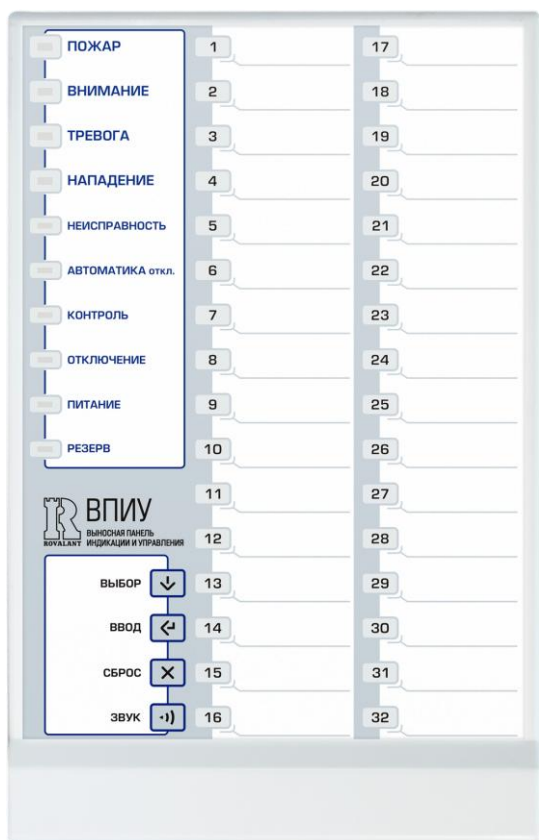 ПОЖАР
ВНИМАНИЕ
ТРЕВОГА
НАПАДЕНИЕ
НЕИСПРАВНОСТЬ
АВТОМАТИКА откл.
КОНТРОЛЬ
ОТКЛЮЧЕНИЕ
ПИТАНИЕ
РЕЗЕРВ
R
ROVALANT
ВПИУ
ВЫНОСНАЯ ПАНЕЛЬ
ИНДИКАЦИИ И УПРАВЛЕНИЯ
ВЫБОР
ВВОД
СБРОС
ЗВУК
1
2
3
4
5
6
7
8
9
10
11
12
13
14
15
16
17
18
19
20
21
22
23
24
25
26
27
28
29
30
31
32